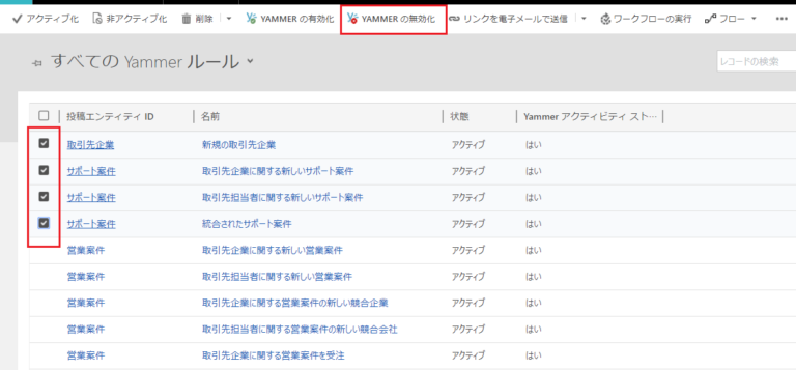 アクティブ化 非アクティブ化 削除 YAMMER の有効化 YAMMER の無効化 リンクを電子メールで送信 ワークフローの実行 フロー
すべての Yammer ルール
レコードの検索
投稿エンティティ ID 名前 状態 Yammer アクティビティ スト…
取引先企業 新規の取引先企業 アクティブ はい
サポート案件 取引先企業に関する新しいサポート案件 アクティブ はい
サポート案件 取引先担当者に関する新しいサポート案件 アクティブ はい
サポート案件 統合されたサポート案件 アクティブ はい
営業案件 取引先企業に関する新しい営業案件 アクティブ はい
営業案件 取引先担当者に関する新しい営業案件 アクティブ はい
営業案件 取引先企業に関する営業案件の新しい競合企業 アクティブ はい
営業案件 取引先担当者に関する営業案件の新しい競合会社 アクティブ はい
営業案件 取引先企業に関する営業案件を受注 アクティブ はい